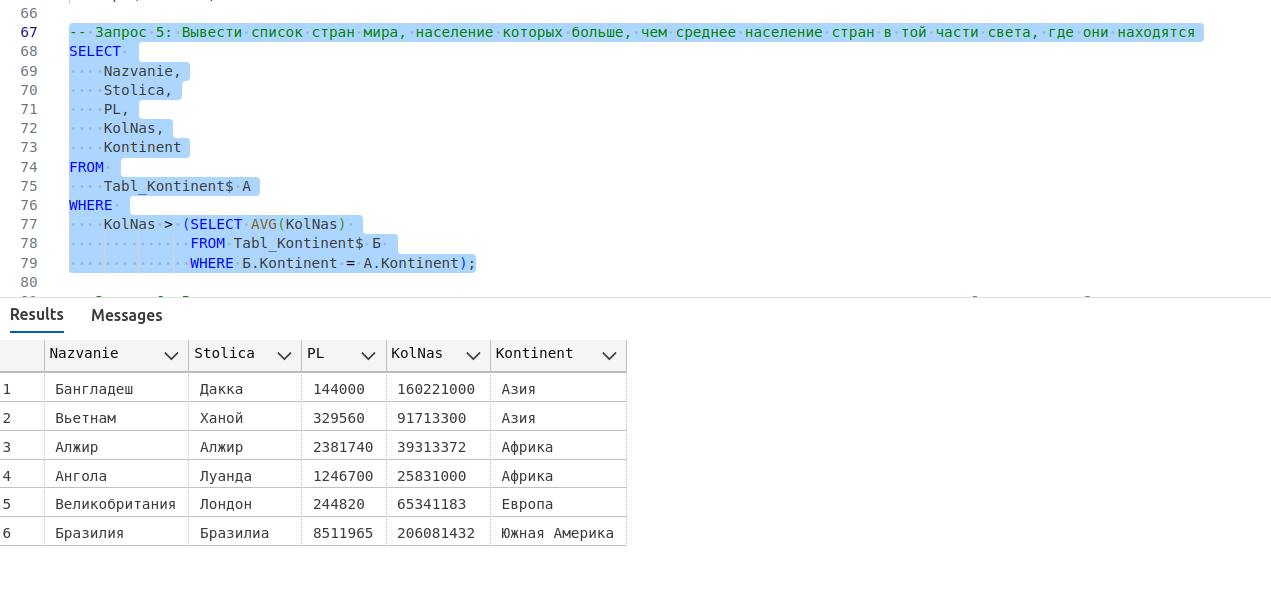 66
67 -- Запрос 5: Вывести список стран мира, население которых больше, чем среднее население стран в той части света, где они находятся
68 SELECT
69 Nazvanie,
70 Stolica,
71 PL,
72 KolNas,
73 Kontinent
74 FROM
75 Tabl_Kontinent$ А
76 WHERE
77 KolNas > (SELECT AVG(KolNas)
78 FROM Tabl_Kontinent$ Б
79 WHERE Б.Kontinent = А.Kontinent);
80
Results Messages
Nazvanie Stolica PL KolNas Kontinent
1 Бангладеш Дакка 144000 160221000 Азия
2 Вьетнам Ханой 329560 91713300 Азия
3 Алжир Алжир 2381740 39313372 Африка
4 Ангола Луанда 1246700 25831000 Африка
5 Великобритания Лондон 244820 65341183 Европа
6 Бразилия Бразилиа 8511965 206081432 Южная Америка